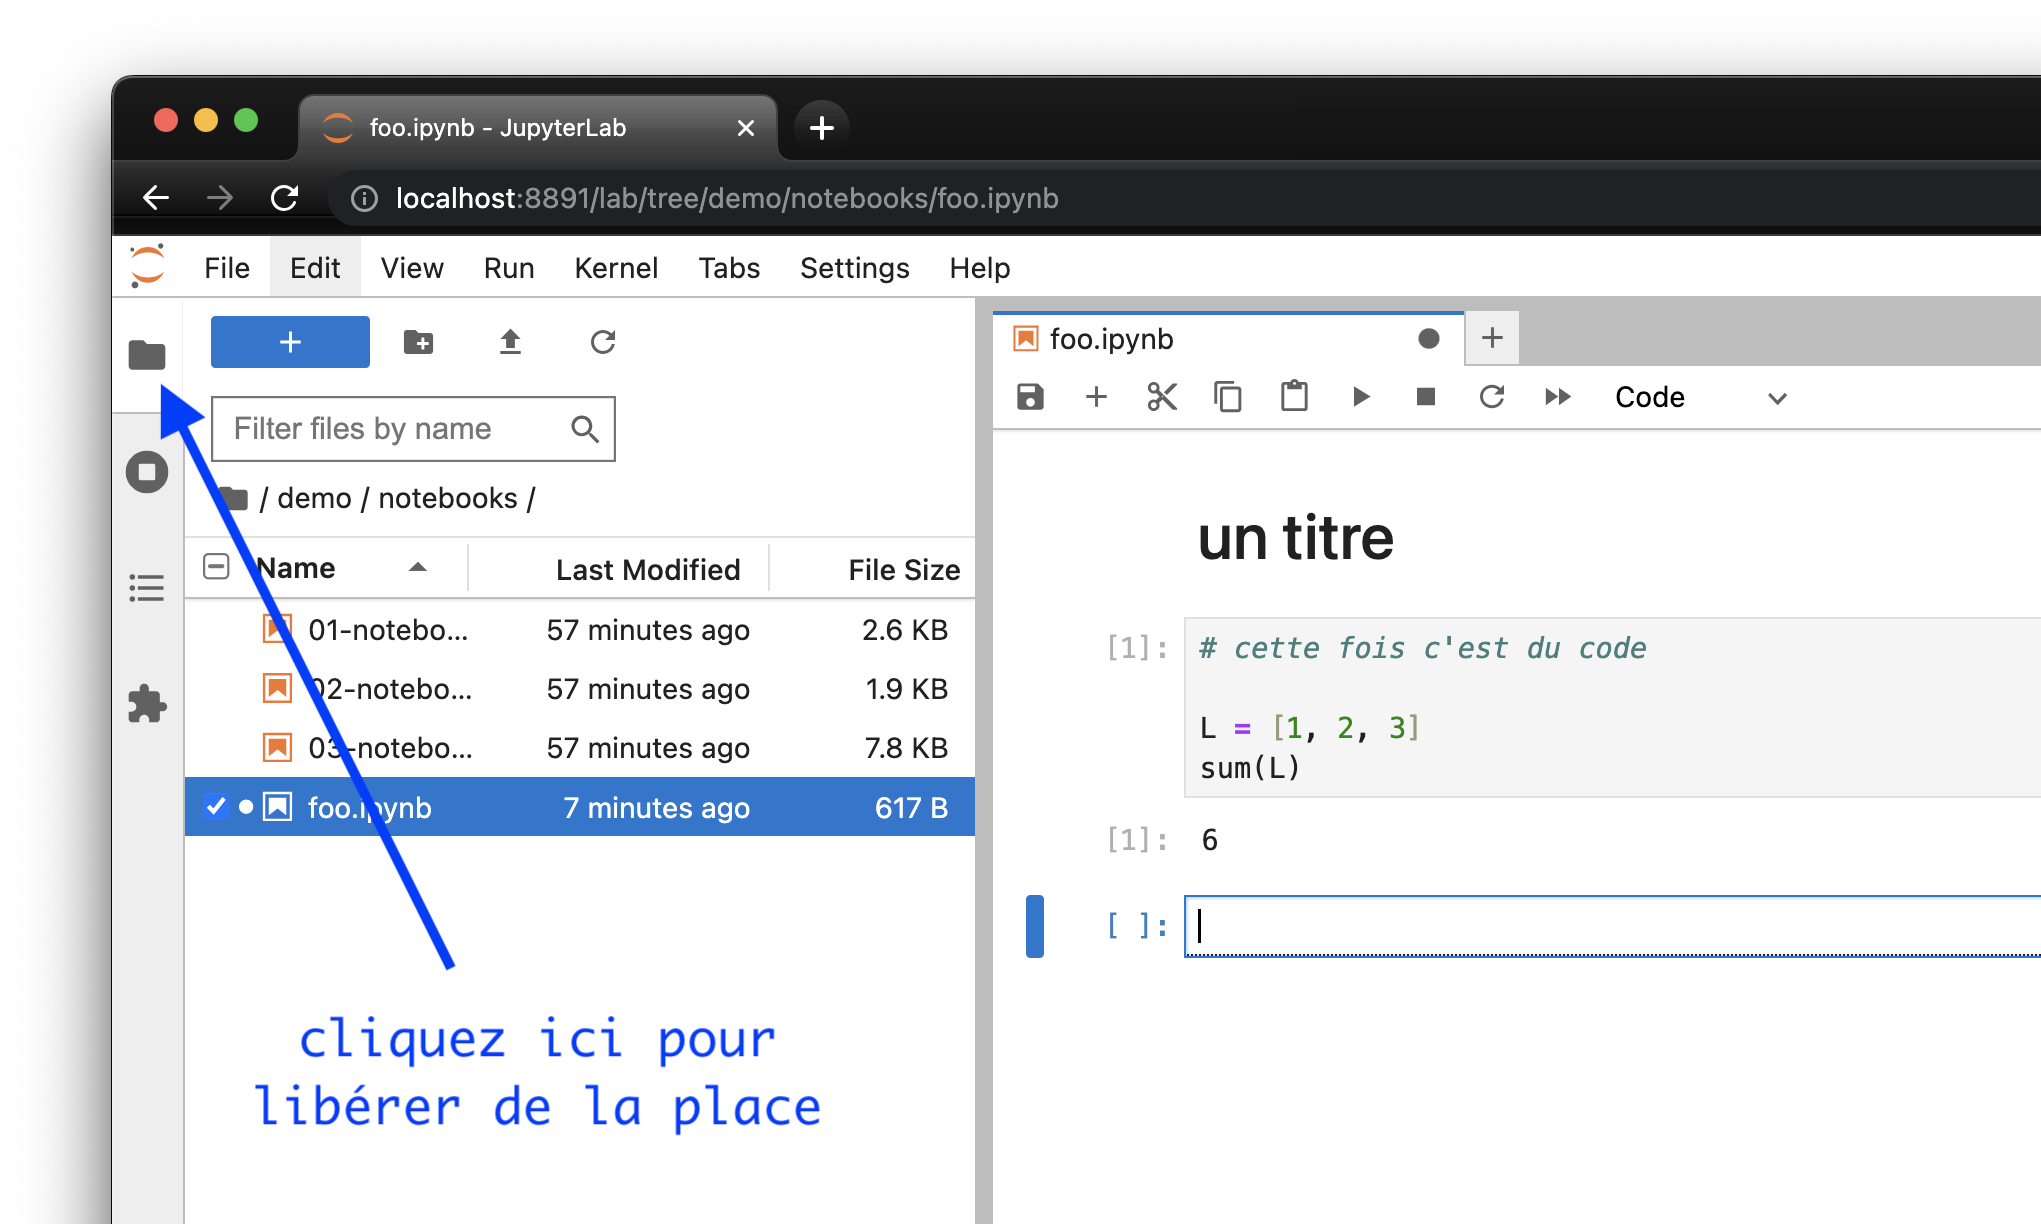 foo.ipynb - JupyterLab
localhost:8891/lab/tree/demo/notebooks/foo.ipynb
File Edit View Run Kernel Tabs Settings Help
Filter files by name
/ demo / notebooks /
Name Last Modified File Size
01-notebo... 57 minutes ago 2.6 KB
02-notebo... 57 minutes ago 1.9 KB
03-notebo... 57 minutes ago 7.8 KB
foo.ipynb 7 minutes ago 617 B
cliquez ici pour
libérer de la place
foo.ipynb
Code
un titre
[1]: # cette fois c'est du code
L = [1, 2, 3]
sum(L)
[1]: 6
[ ]: